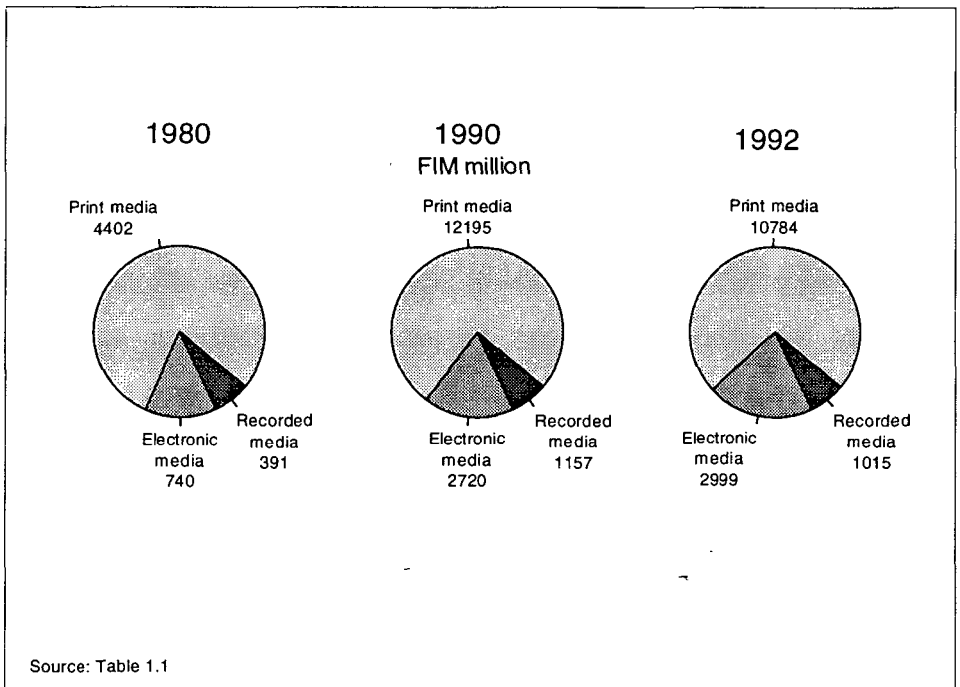 1980
Print media
4402
Electronic
media
740
Recorded
media
391
1990
FIM million
Print media
12195
Electronic
media
2720
Recorded
media
1157
1992
Print media
10784
Electronic
media
2999
Recorded
media
1015
Source: Table 1.1